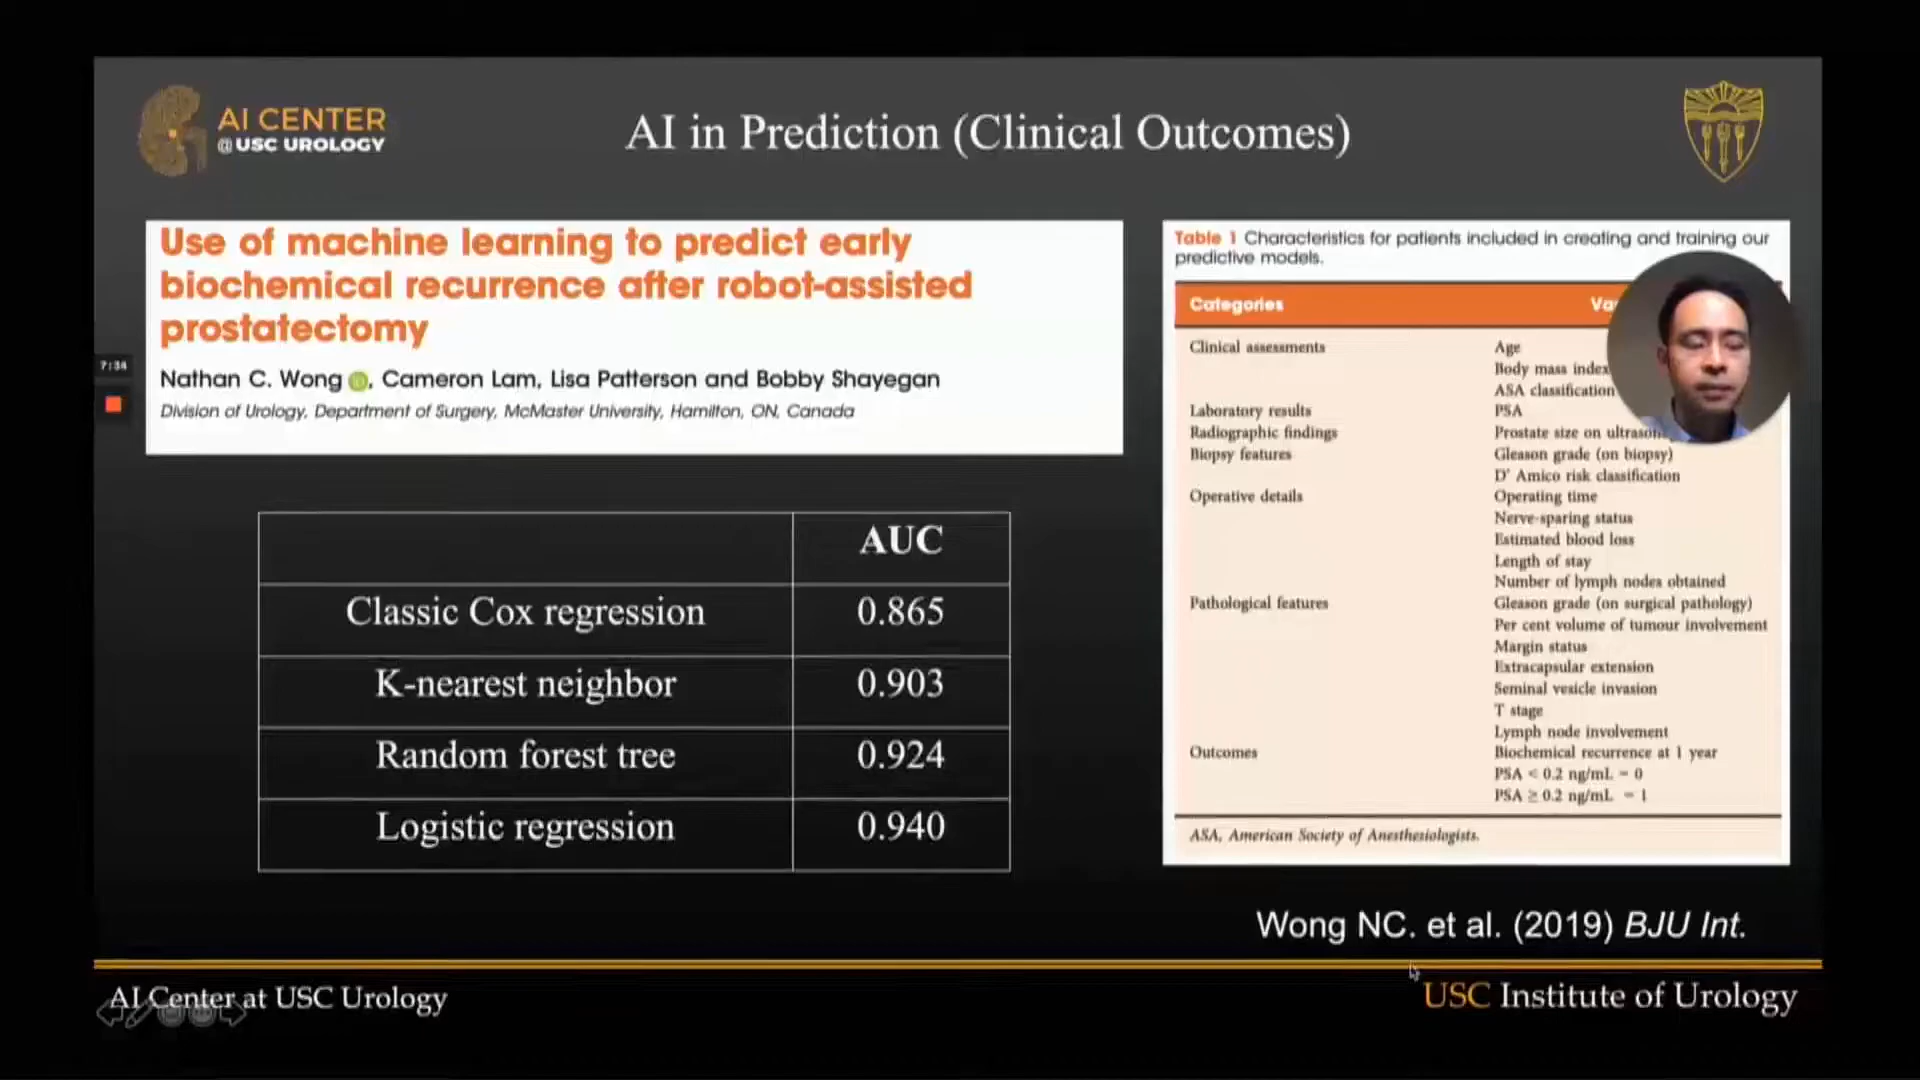 AI CENTER
@USC UROLOGY
AI in Prediction (Clinical Outcomes)
Use of machine learning to predict early
biochemical recurrence after robot-assisted
prostatectomy
Nathan C. Wong, Cameron Lam, Lisa Patterson and Bobby Shayegan
Division of Urology, Department of Surgery, McMaster University, Hamilton, ON, Canada
7:34
AUC
Classic Cox regression 0.865
K-nearest neighbor 0.903
Random forest tree 0.924
Logistic regression 0.940
Table 1 Characteristics for patients included in creating and training our
predictive models.
Categories
Clinical assessments Age
Body mass index
ASA classification
Laboratory results PSA
Radiographic findings Prostate size on
Biopsy features Gleason grade (on biopsy)
D' Amico risk classification
Operative details Operating time
Nerve-sparing status
Estimated blood loss
Length of stay
Number of lymph nodes obtained
Pathological features Gleason grade (on surgical pathology)
Per cent volume of tumour involvement
Margin status
Extracapsular extension
Seminal vesicle invasion
T stage
Lymph node involvement
Outcomes Biochemical recurrence at 1 year
PSA < 0.2 ng/mL = 0
PSA ≥ 0.2 ng/mL = 1
ASA, American Society of Anesthesiologists.
Wong NC. et al. (2019) BJU Int.
AI Center at USC Urology
USC Institute of Urology